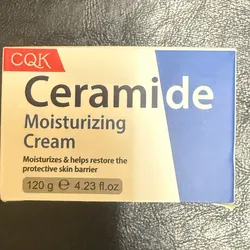 CQK
Ceramide
Moisturizing
Cream
Moisturizes & helps restore the
protective skin barrier
120 g ℮ 4.23 fl.oz